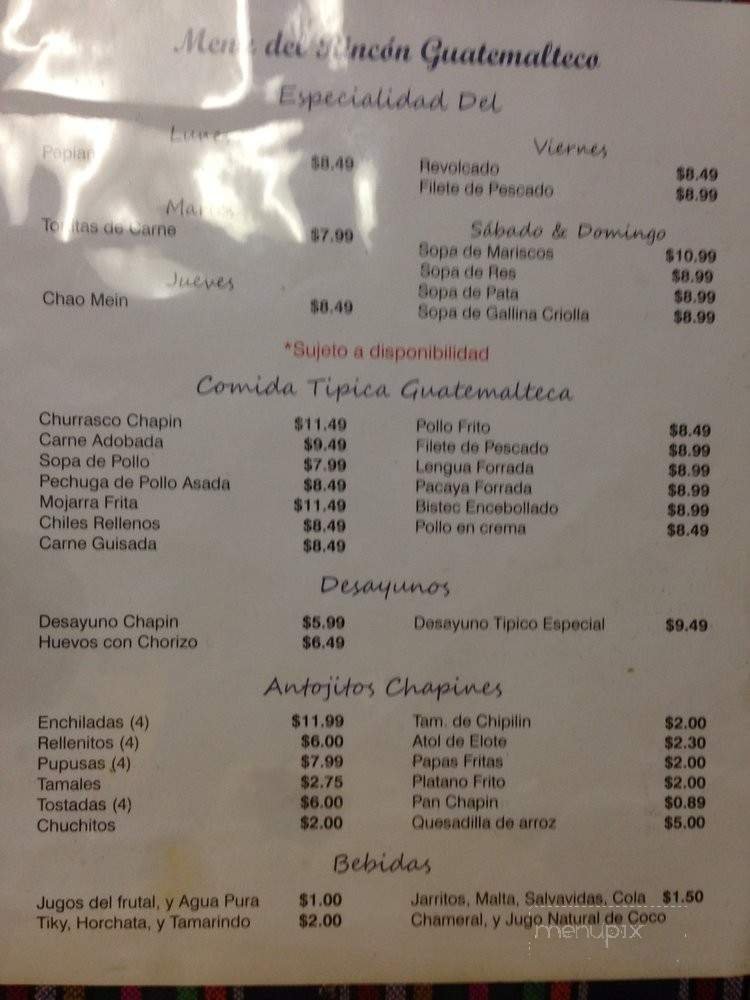 Menu del Rincón Guatemalteco
Especialidad Del
Lunes
Pepian $8.49
Martes
Tortitas de Carne $7.99
Jueves
Chao Mein $8.49
Viernes
Revolcado $8.49
Filete de Pescado $8.99
Sábado & Domingo
Sopa de Mariscos $10.99
Sopa de Res $8.99
Sopa de Pata $8.99
Sopa de Gallina Criolla $8.99
*Sujeto a disponibilidad
Comida Tipica Guatemalteca
Churrasco Chapin $11.49
Carne Adobada $9.49
Sopa de Pollo $7.99
Pechuga de Pollo Asada $8.49
Mojarra Frita $11.49
Chiles Rellenos $8.49
Carne Guisada $8.49
Pollo Frito $8.49
Filete de Pescado $8.99
Lengua Forrada $8.99
Pacaya Forrada $8.99
Bistec Encebollado $8.99
Pollo en crema $8.49
Desayunos
Desayuno Chapin $5.99
Huevos con Chorizo $6.49
Desayuno Tipico Especial $9.49
Antojitos Chapines
Enchiladas (4) $11.99
Rellenitos (4) $6.00
Pupusas (4) $7.99
Tamales $2.75
Tostadas (4) $6.00
Chuchitos $2.00
Tam. de Chipilin $2.00
Atol de Elote $2.30
Papas Fritas $2.00
Platano Frito $2.00
Pan Chapin $0.89
Quesadilla de arroz $5.00
Bebidas
Jugos del frutal, y Agua Pura $1.00
Tiky, Horchata, y Tamarindo $2.00
Jarritos, Malta, Salvavidas, Cola $1.50
Chameral, y Jugo Natural de Coco
menupix